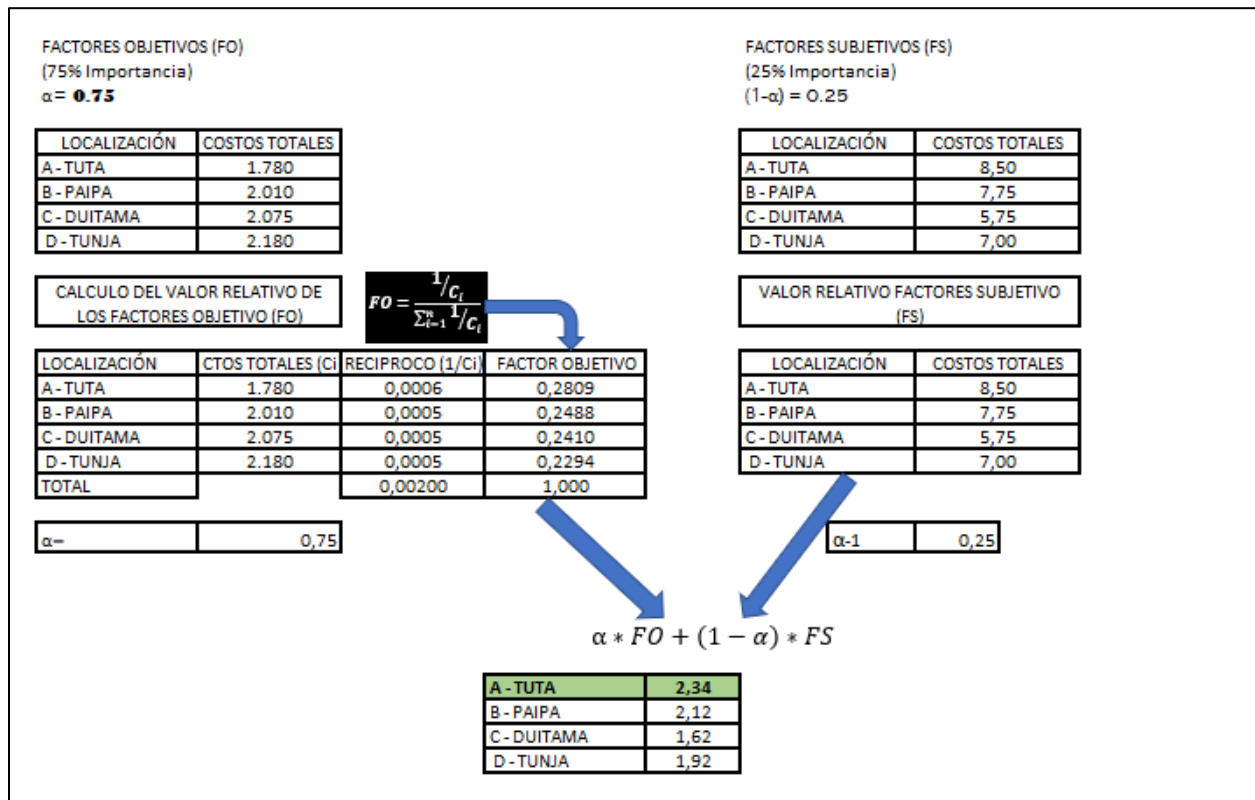 FACTORES OBJETIVOS (FO)
(75% Importancia)
α= 0.75
LOCALIZACIÓN COSTOS TOTALES
A - TUTA 1.780
B - PAIPA 2.010
C - DUITAMA 2.075
D - TUNJA 2.180
FACTORES SUBJETIVOS (FS)
(25% Importancia)
(1-α) = 0.25
LOCALIZACIÓN COSTOS TOTALES
A - TUTA 8,50
B - PAIPA 7,75
C - DUITAMA 5,75
D - TUNJA 7,00
CALCULO DEL VALOR RELATIVO DE
LOS FACTORES OBJETIVO (FO)
FO = 1/C_i / ∑_{i=1}^{n} 1/C_i
VALOR RELATIVO FACTORES SUBJETIVO
(FS)
LOCALIZACIÓN CTOS TOTALES (Ci RECIPROCO (1/Ci) FACTOR OBJETIVO
A - TUTA 1.780 0,0006 0,2809
B - PAIPA 2.010 0,0005 0,2488
C - DUITAMA 2.075 0,0005 0,2410
D - TUNJA 2.180 0,0005 0,2294
TOTAL 0,00200 1,000
LOCALIZACIÓN COSTOS TOTALES
A - TUTA 8,50
B - PAIPA 7,75
C - DUITAMA 5,75
D - TUNJA 7,00
α= 0,75
α-1 0,25
α * FO + (1 − α) * FS
A - TUTA 2,34
B - PAIPA 2,12
C - DUITAMA 1,62
D - TUNJA 1,92